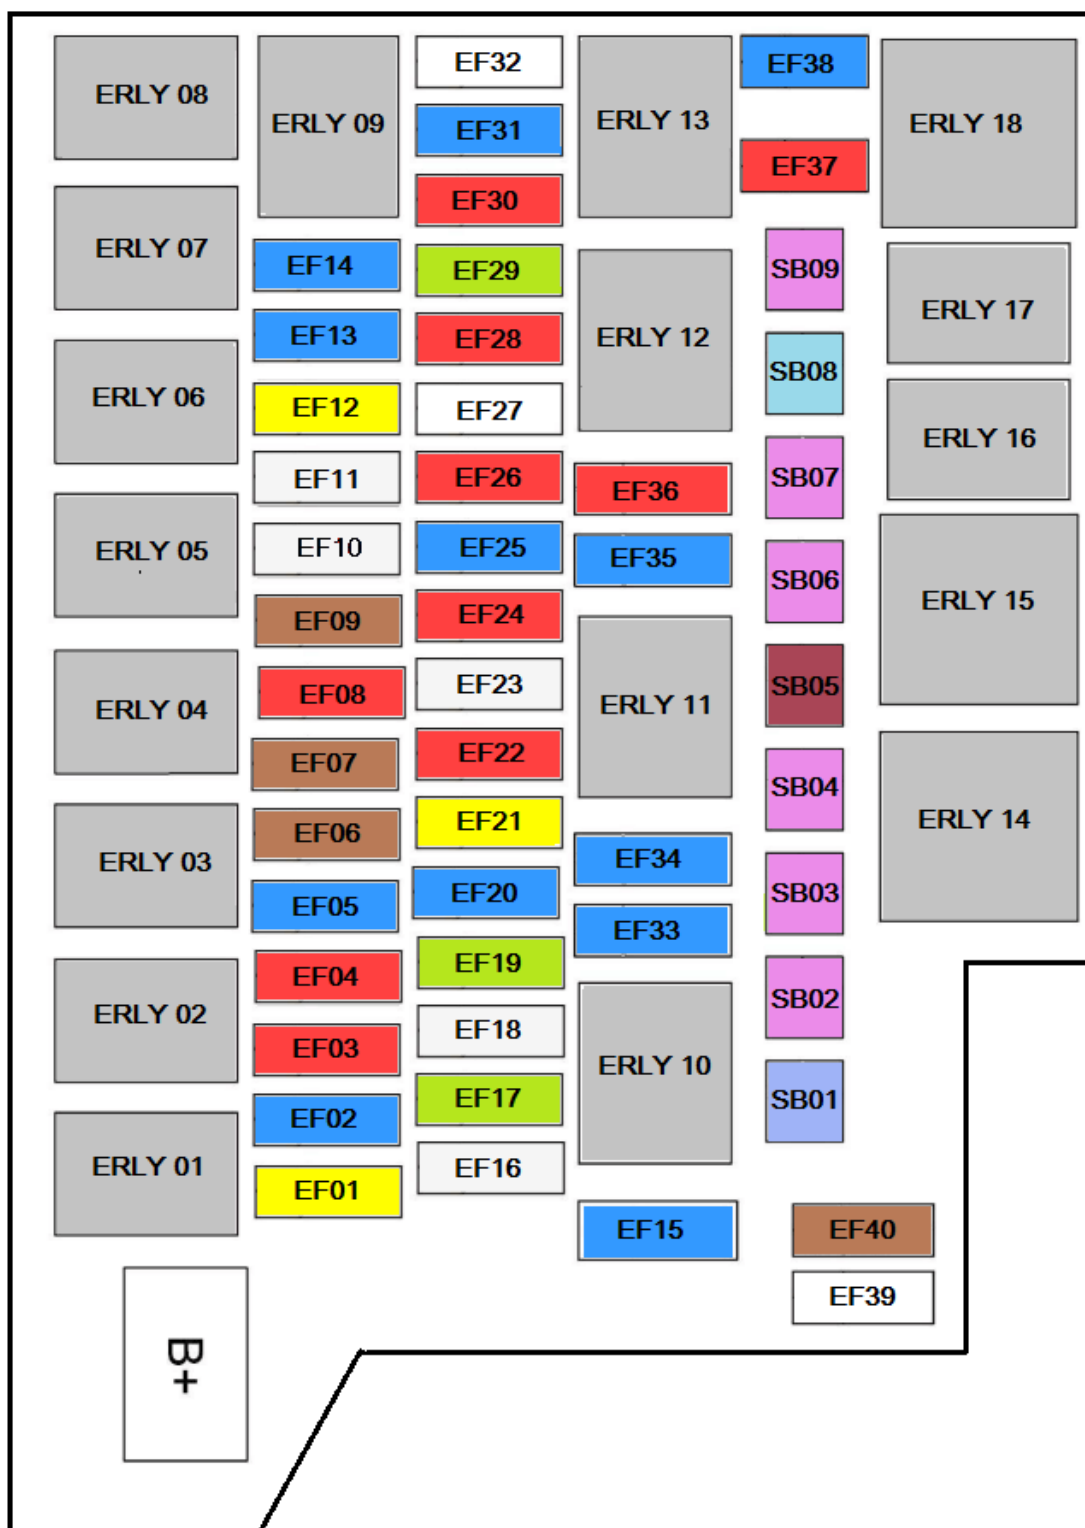 ERLY 08
ERLY 07
ERLY 06
ERLY 05
ERLY 04
ERLY 03
ERLY 02
ERLY 01
B+
ERLY 09
EF14
EF13
EF12
EF11
EF10
EF09
EF08
EF07
EF06
EF05
EF04
EF03
EF02
EF01
EF32
EF31
EF30
EF29
EF28
EF27
EF26
EF25
EF24
EF23
EF22
EF21
EF20
EF19
EF18
EF17
EF16
ERLY 13
ERLY 12
EF36
EF35
ERLY 11
EF34
EF33
ERLY 10
EF15
EF38
EF37
SB09
SB08
SB07
SB06
SB05
SB04
SB03
SB02
SB01
EF40
EF39
ERLY 18
ERLY 17
ERLY 16
ERLY 15
ERLY 14